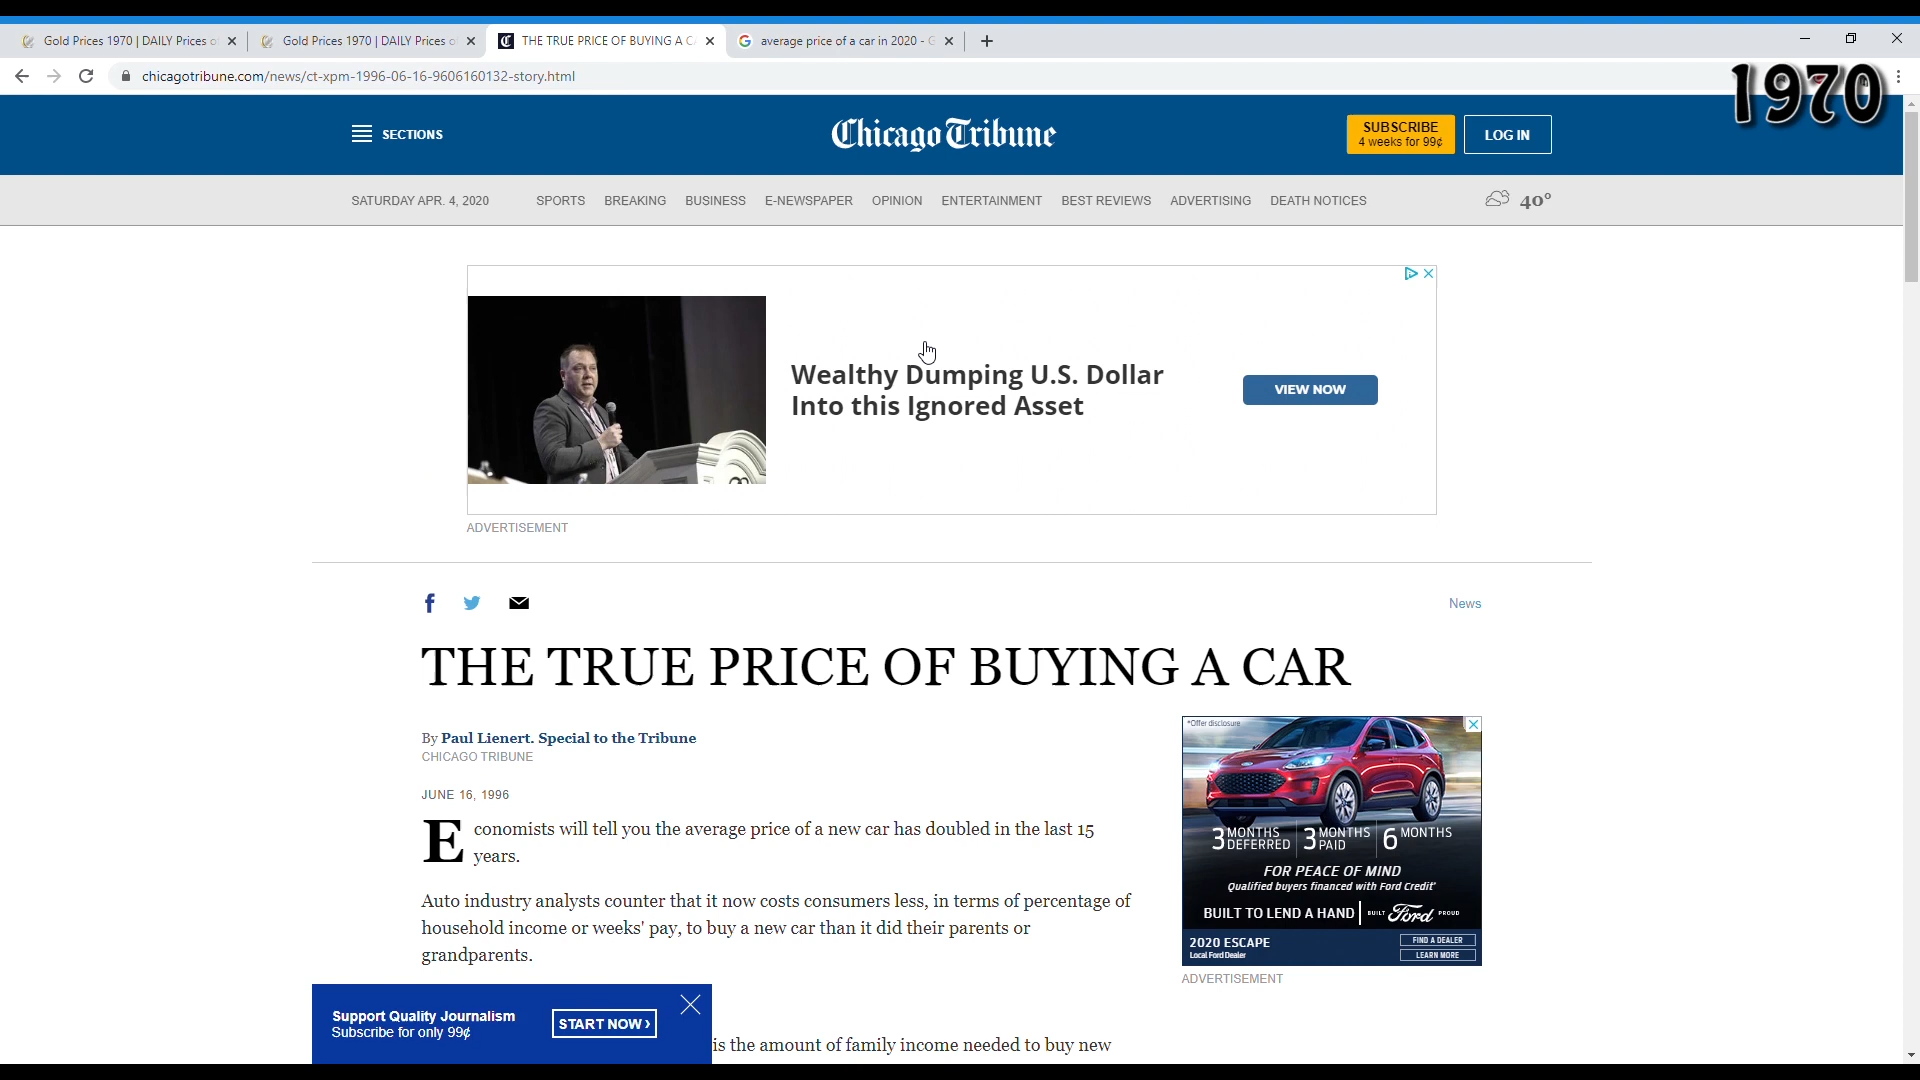 Gold Prices 1970 | DAILY Prices o
Gold Prices 1970 | DAILY Prices o
THE TRUE PRICE OF BUYING A C
average price of a car in 2020 - G
chicagotribune.com/news/ct-xpm-1996-06-16-9606160132-story.html
1970
SECTIONS
Chicago Tribune
SUBSCRIBE
4 weeks for 99¢
LOG IN
SATURDAY APR. 4, 2020 SPORTS BREAKING BUSINESS E-NEWSPAPER OPINION ENTERTAINMENT BEST REVIEWS ADVERTISING DEATH NOTICES 40°
Wealthy Dumping U.S. Dollar
Into this Ignored Asset
VIEW NOW
ADVERTISEMENT
News
THE TRUE PRICE OF BUYING A CAR
By Paul Lienert. Special to the Tribune
CHICAGO TRIBUNE
JUNE 16, 1996
Economists will tell you the average price of a new car has doubled in the last 15
years.
Auto industry analysts counter that it now costs consumers less, in terms of percentage of
household income or weeks' pay, to buy a new car than it did their parents or
grandparents.
is the amount of family income needed to buy new
*Offer disclosure
3 MONTHS DEFERRED 3 MONTHS PAID 6 MONTHS
FOR PEACE OF MIND
Qualified buyers financed with Ford Credit*
BUILT TO LEND A HAND BUILT Ford PROUD
2020 ESCAPE
Local Ford Dealer
FIND A DEALER
LEARN MORE
ADVERTISEMENT
Support Quality Journalism
Subscribe for only 99¢
START NOW ›